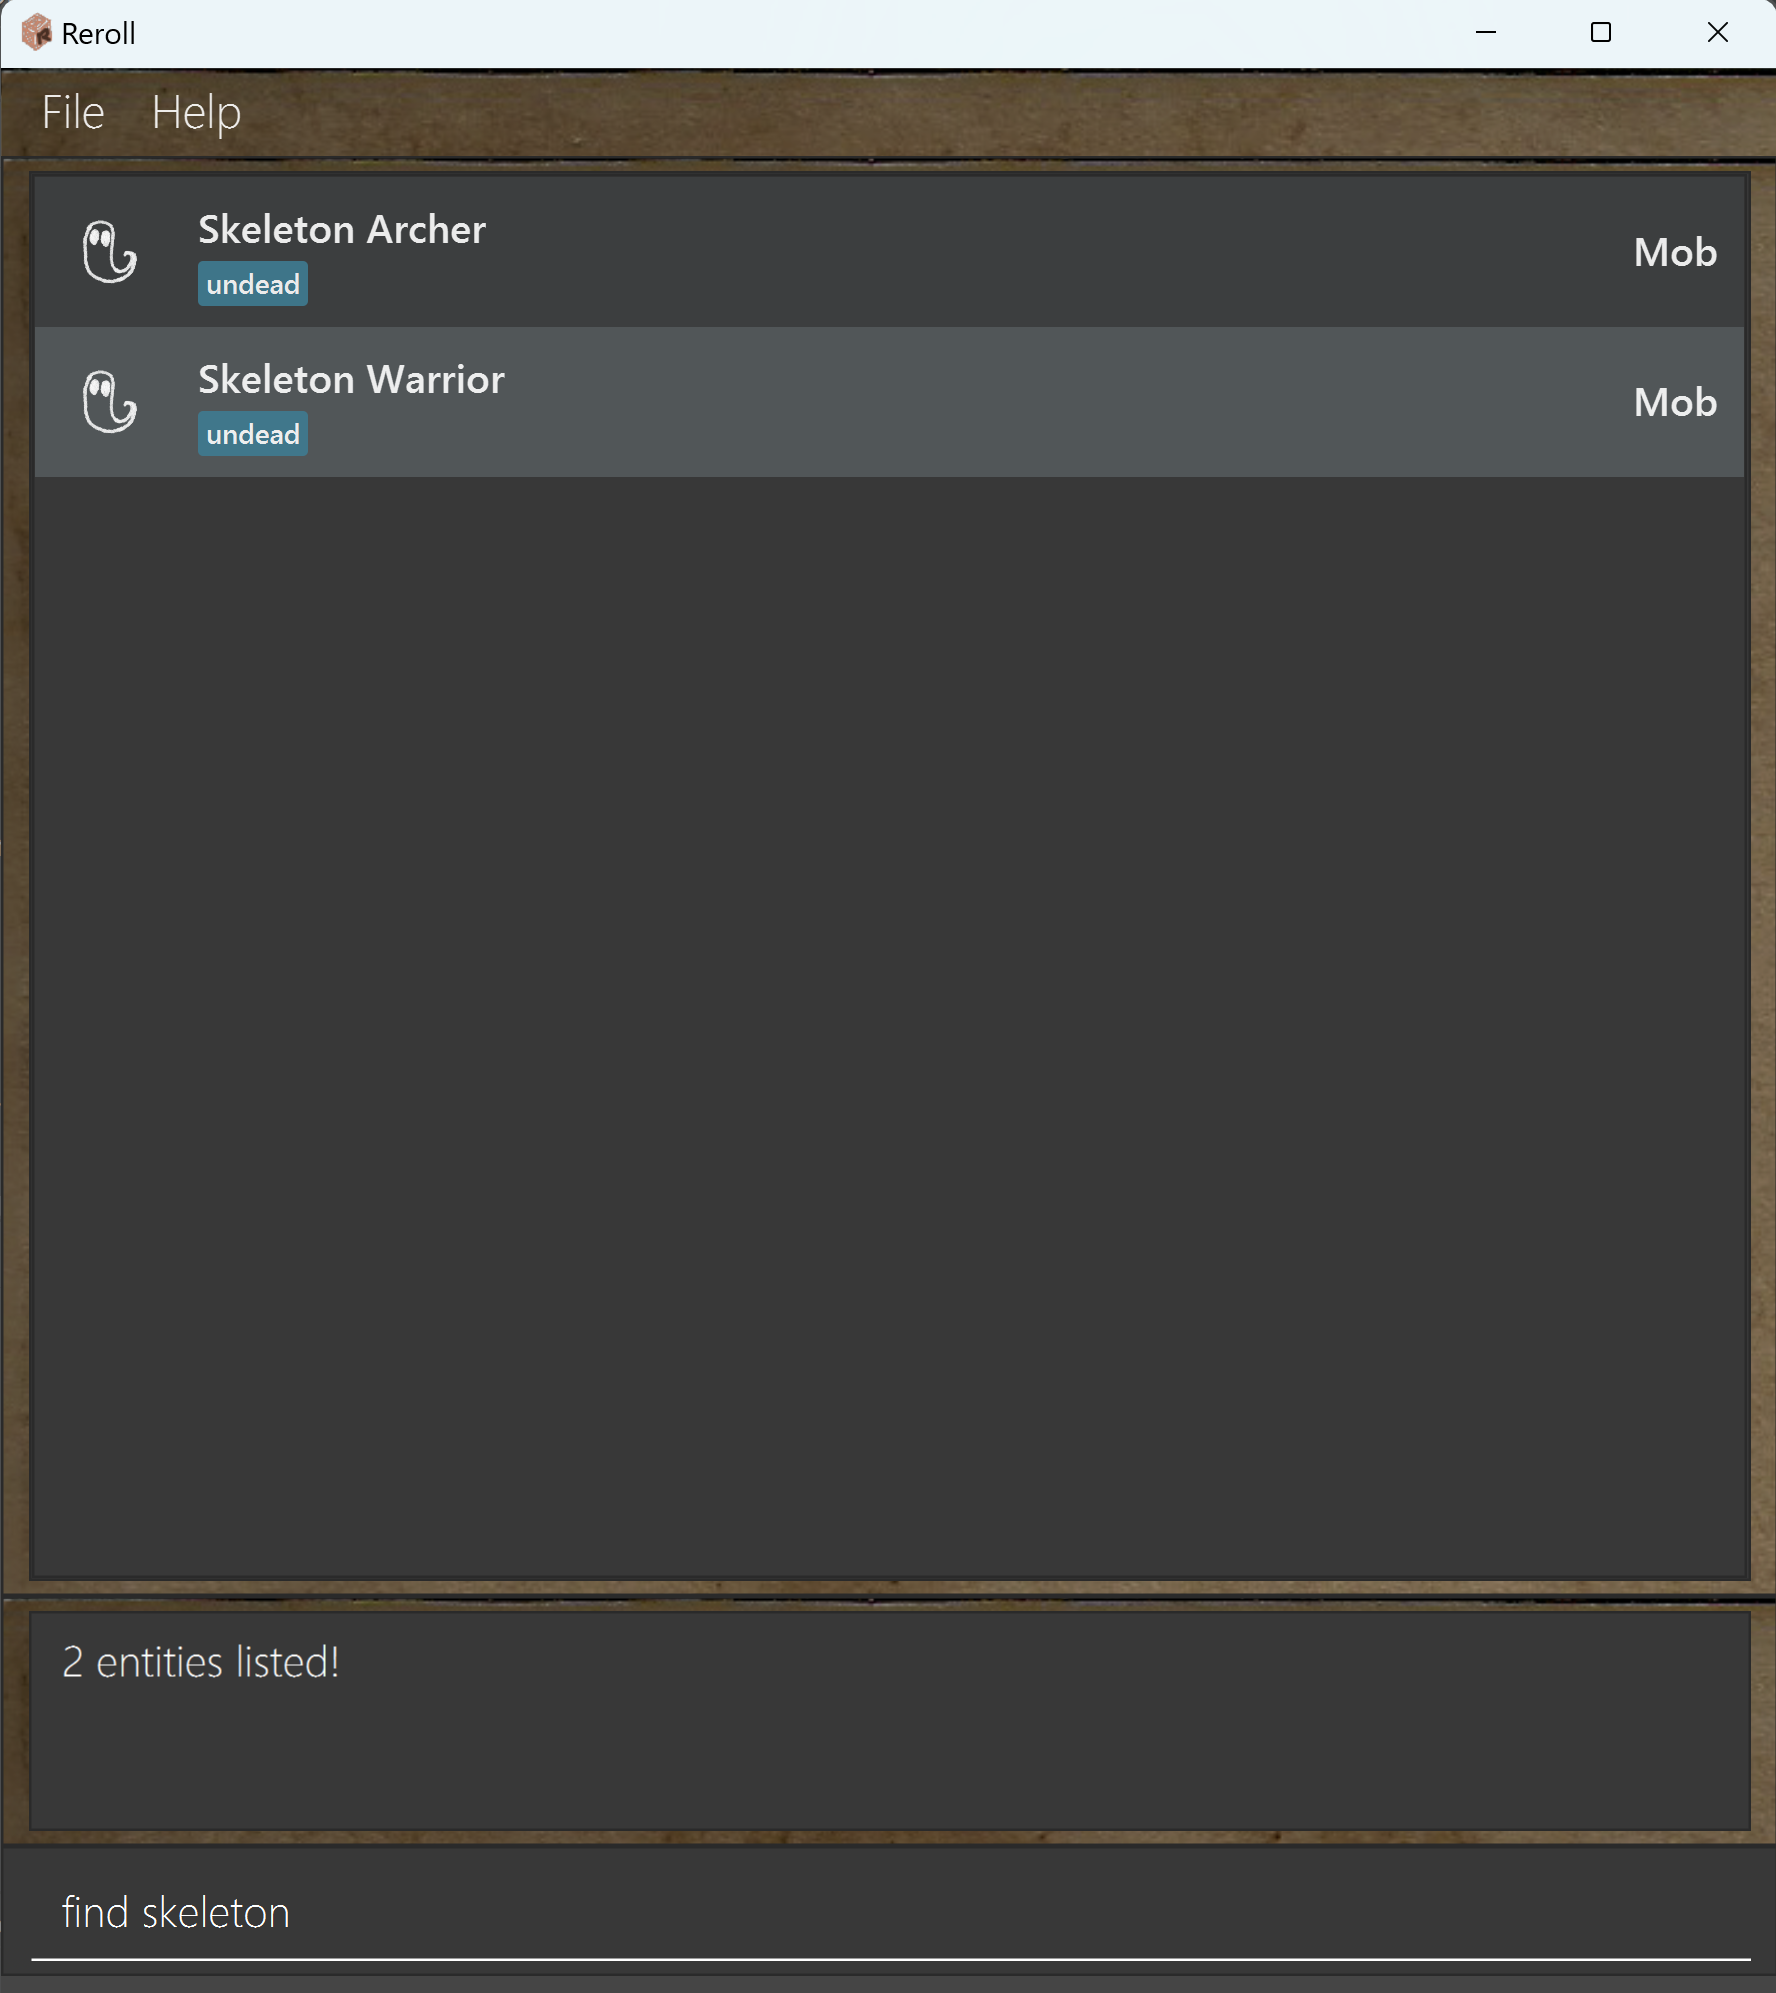 Reroll
File Help
Skeleton Archer
undead
Mob
Skeleton Warrior
undead
Mob
2 entities listed!
find skeleton